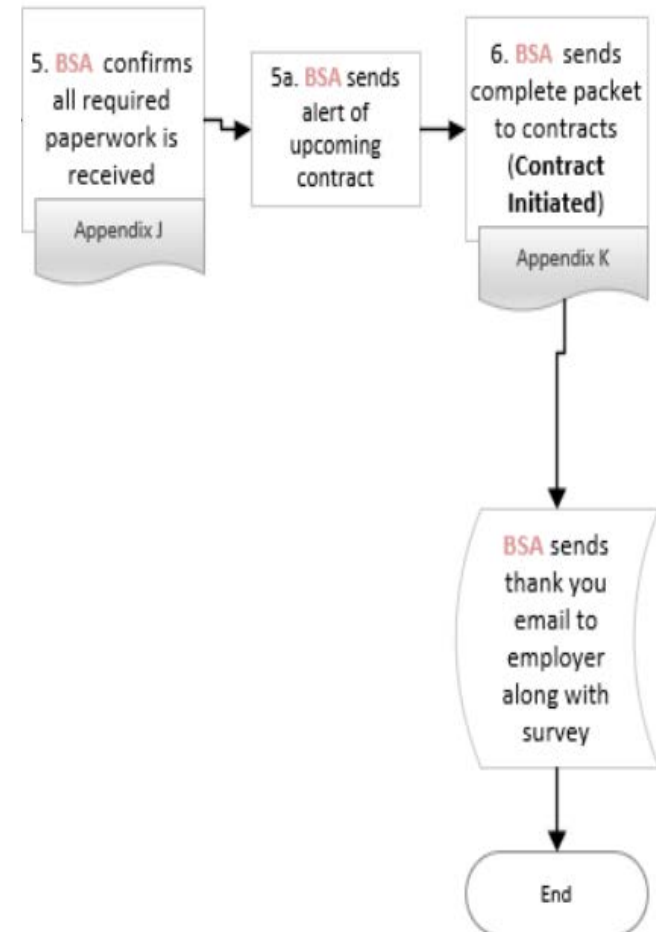 5. BSA confirms
all required
paperwork is
received
Appendix J
5a. BSA sends
alert of
upcoming
contract
6. BSA sends
complete packet
to contracts
(Contract
Initiated)
Appendix K
BSA sends
thank you
email to
employer
along with
survey
End